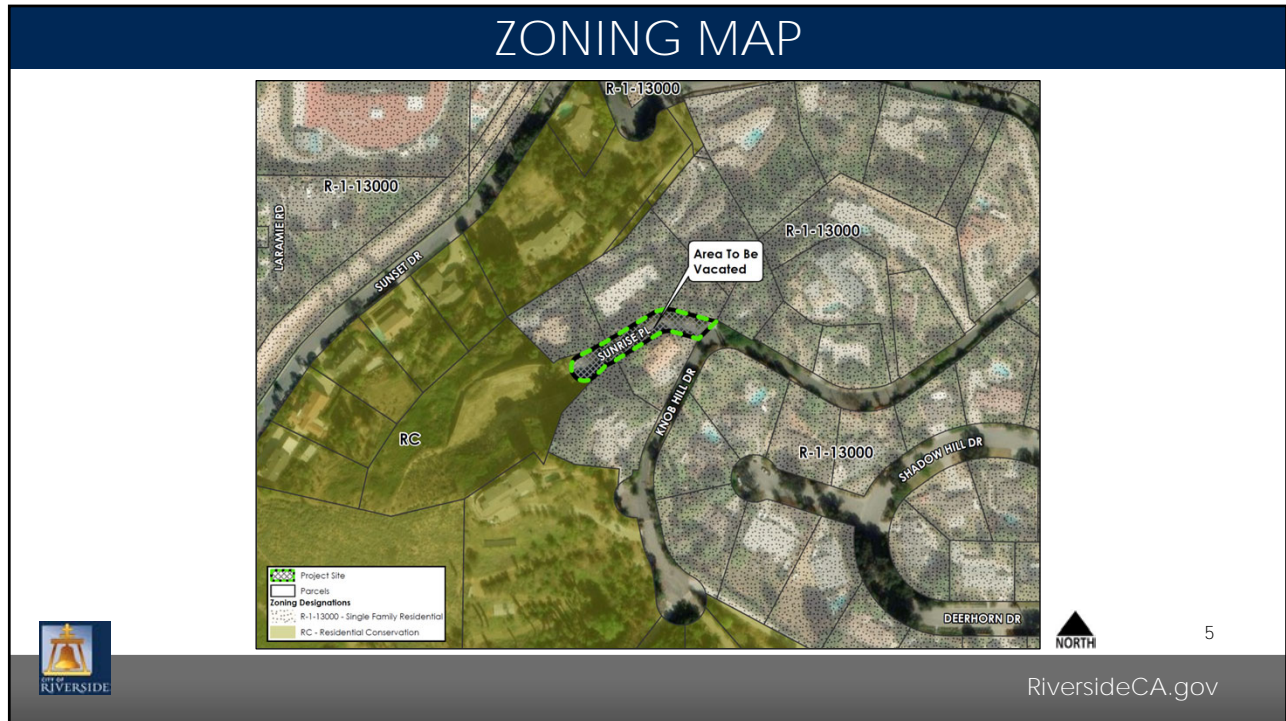 ZONING MAP
R-1-13000
R-1-13000
LARAMIE RD
SUNSET DR
R-1-13000
Area To Be
Vacated
SUNRISE PL
KNOB HILL DR
RC
R-1-13000
SHADOW HILL DR
DEERHORN DR
Project Site
Parcels
Zoning Designations
R-1-13000 - Single Family Residential
RC - Residential Conservation
NORTH
5
CITY OF
RIVERSIDE
RiversideCA.gov